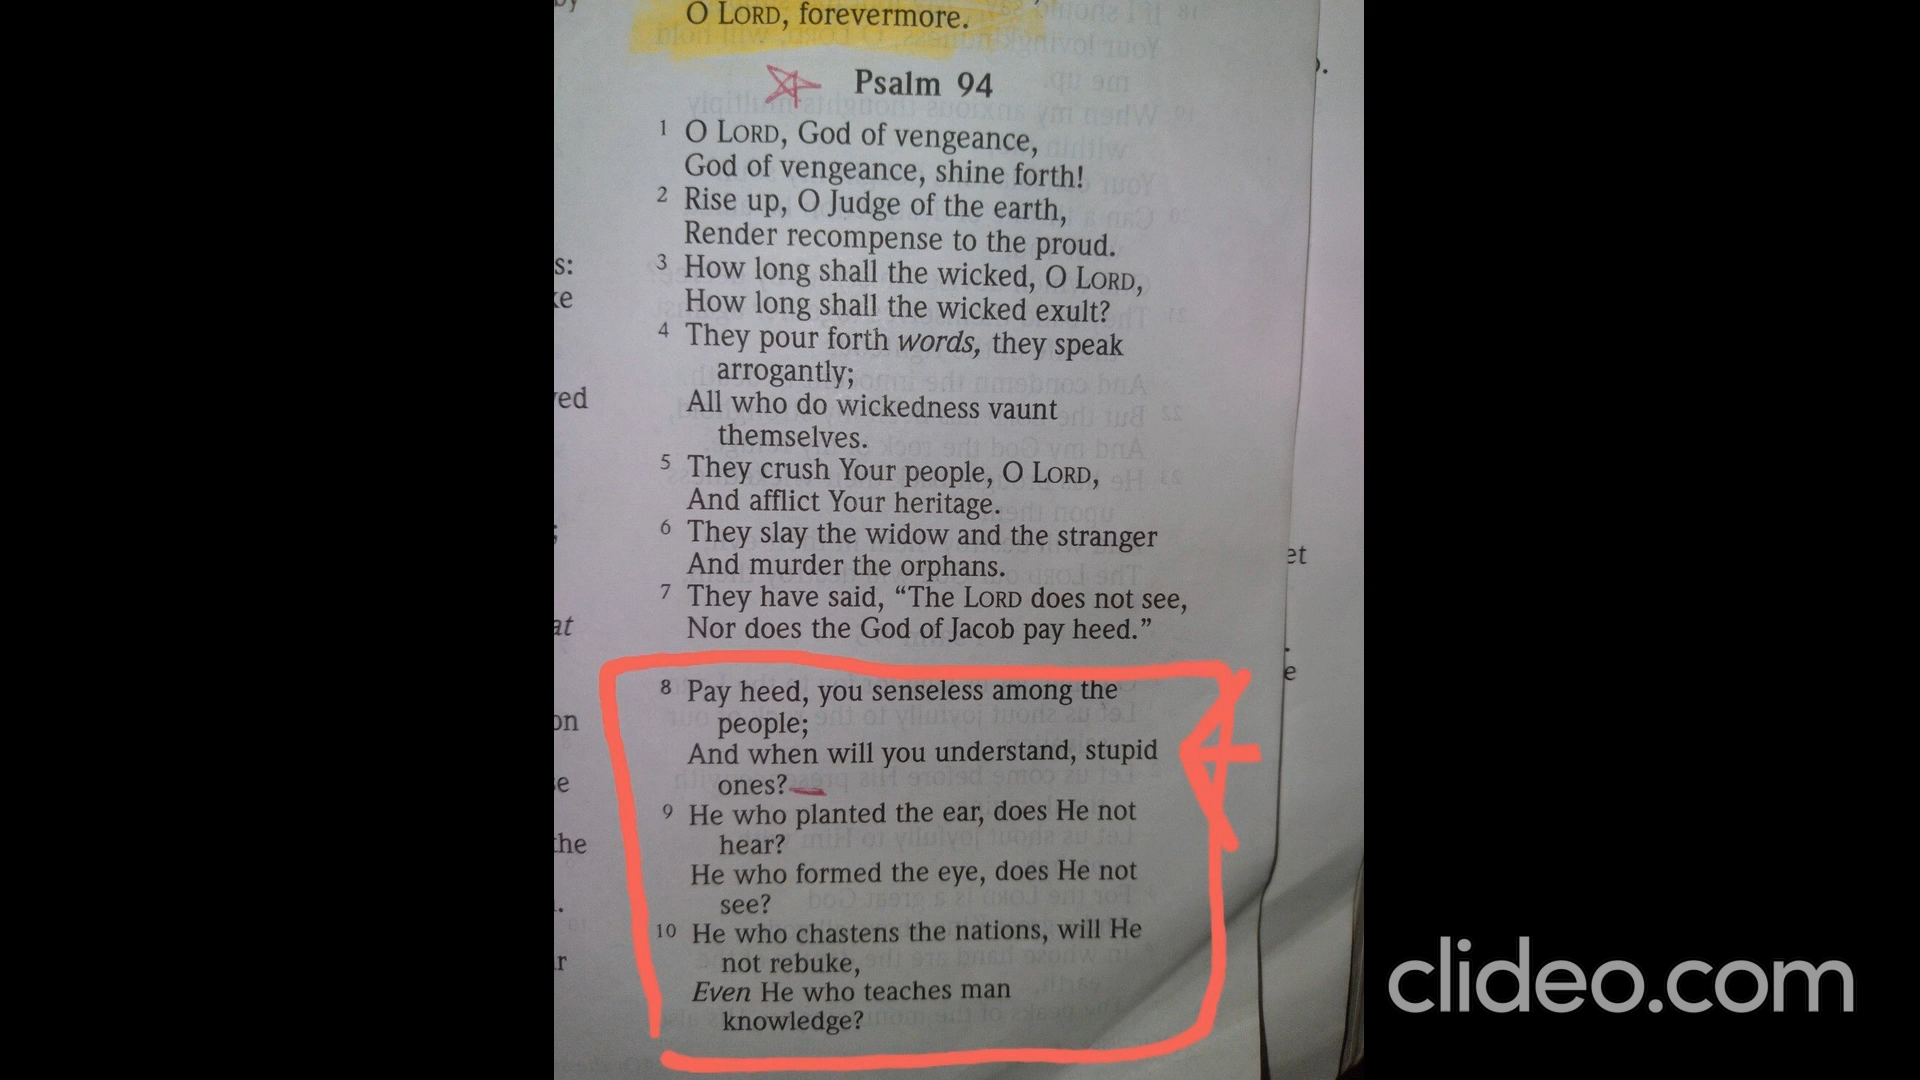 O LORD, forevermore.
Psalm 94
1 O LORD, God of vengeance,
God of vengeance, shine forth!
2 Rise up, O Judge of the earth,
Render recompense to the proud.
3 How long shall the wicked, O LORD,
How long shall the wicked exult?
4 They pour forth words, they speak
arrogantly;
All who do wickedness vaunt
themselves.
5 They crush Your people, O LORD,
And afflict Your heritage.
6 They slay the widow and the stranger
And murder the orphans.
7 They have said, “The LORD does not see,
Nor does the God of Jacob pay heed.”
8 Pay heed, you senseless among the
people;
And when will you understand, stupid
ones?
9 He who planted the ear, does He not
hear?
He who formed the eye, does He not
see?
10 He who chastens the nations, will He
not rebuke,
Even He who teaches man
knowledge?
clideo.com